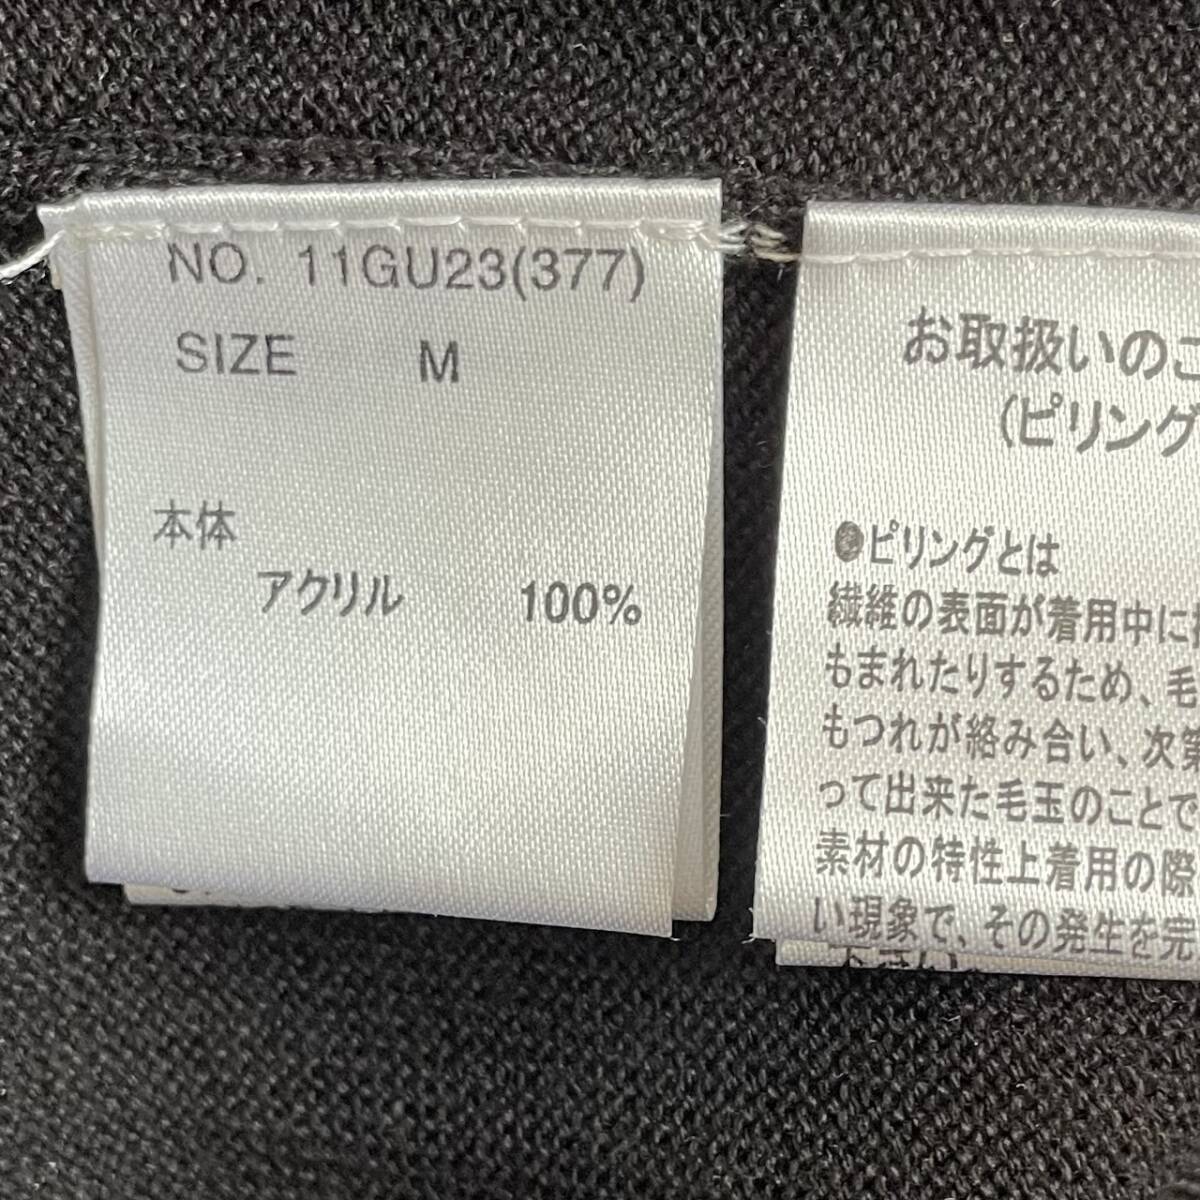 NO. 11GU23(377)
SIZE M
本体
アクリル 100%
お取扱いのこ
(ピリング
●ピリングとは
繊維の表面が着用中に
もまれたりするため、毛
もつれが絡み合い、次第
って出来た毛玉のことで
素材の特性上着用の際
い現象で、その発生を完
下さい。